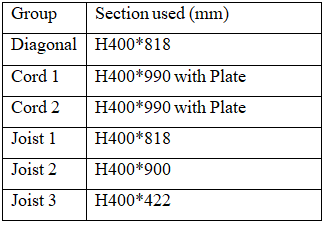 Group Section used (mm)
Diagonal H400*818
Cord 1 H400*990 with Plate
Cord 2 H400*990 with Plate
Joist 1 H400*818
Joist 2 H400*900
Joist 3 H400*422